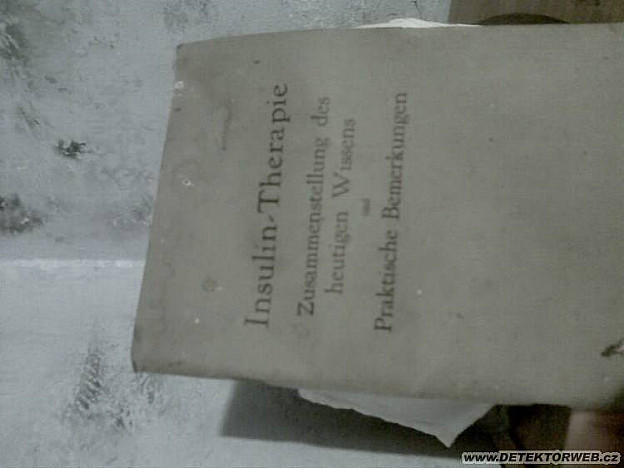 Insulin-Therapie
Zusammenstellung des
heutigen Wissens
und
Praktische Bemerkungen
WWW.DETEKTORWEB.CZ